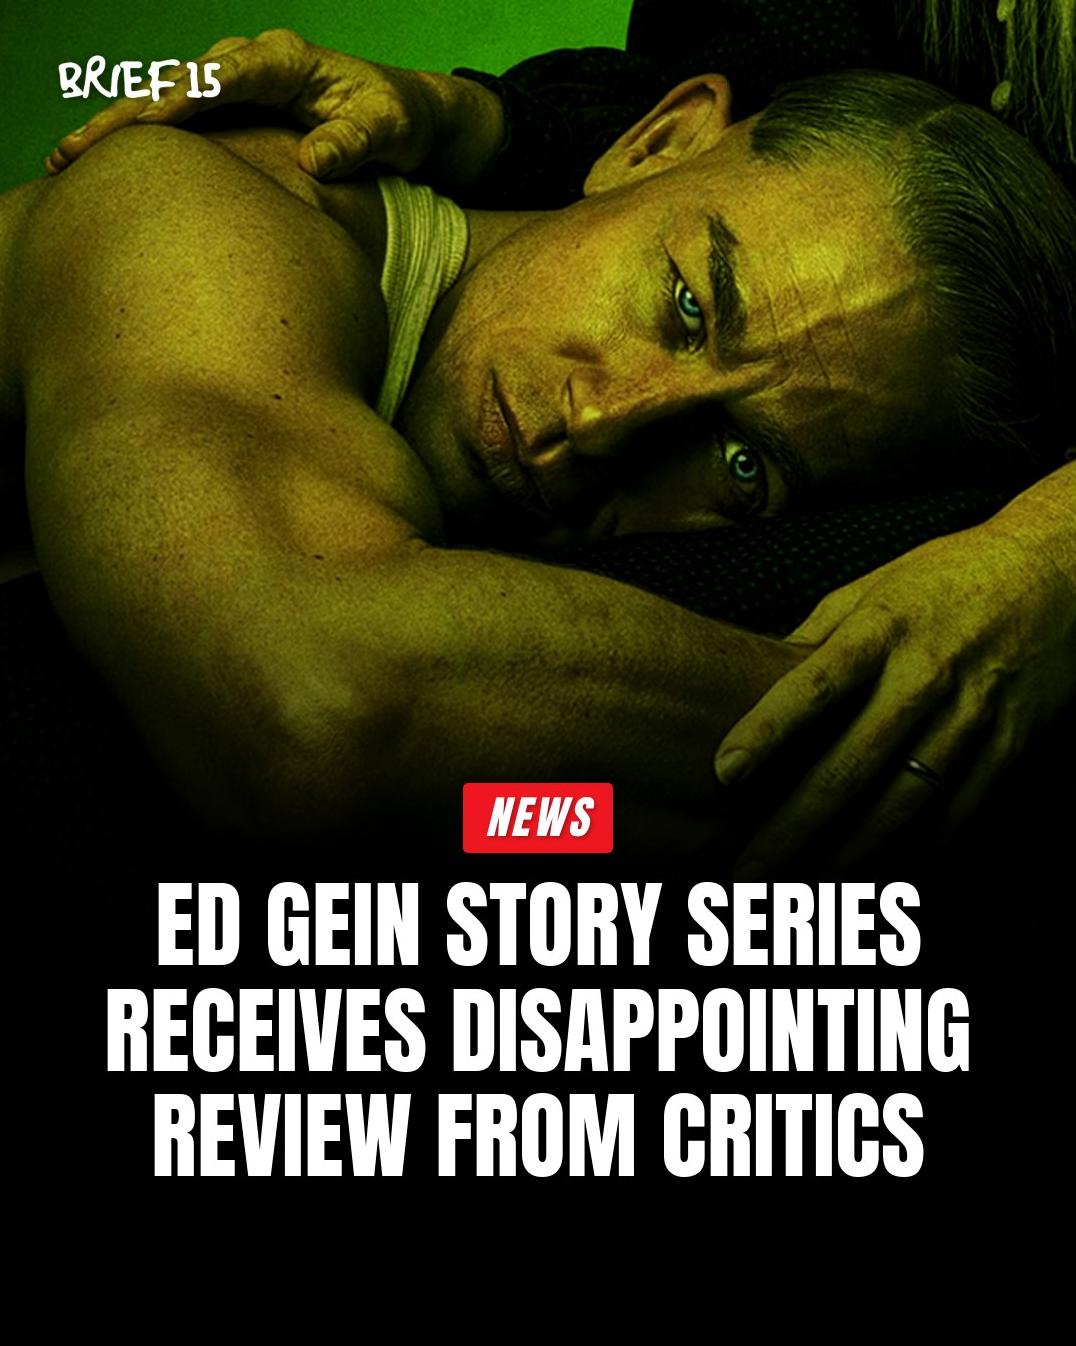 BRIEF 15
NEWS
ED GEIN STORY SERIES
RECEIVES DISAPPOINTING
REVIEW FROM CRITICS